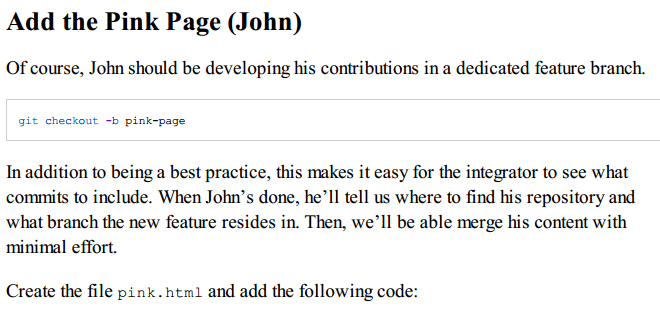 Add the Pink Page (John)
Of course, John should be developing his contributions in a dedicated feature branch.
git checkout -b pink-page
In addition to being a best practice, this makes it easy for the integrator to see what
commits to include. When John’s done, he’ll tell us where to find his repository and
what branch the new feature resides in. Then, we’ll be able merge his content with
minimal effort.
Create the file pink.html and add the following code: